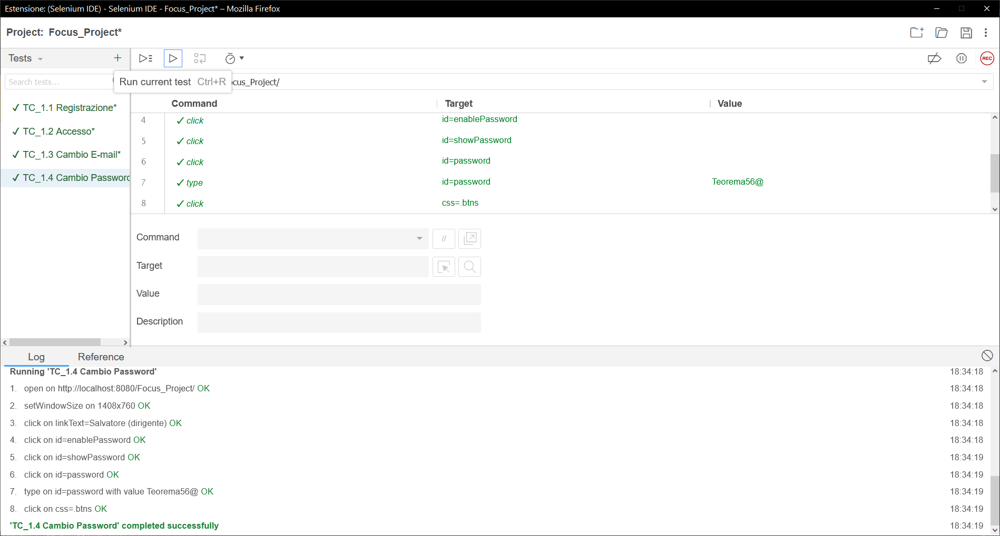 Estensione: (Selenium IDE) - Selenium IDE - Focus_Project* – Mozilla Firefox
Project: Focus_Project*
Tests
REC
Search tests...
Run current test Ctrl+R
ocus_Project/
Command Target Value
✓ TC_1.1 Registrazione*
✓ TC_1.2 Accesso*
✓ TC_1.3 Cambio E-mail*
✓ TC_1.4 Cambio Password
4 ✓ click id=enablePassword
5 ✓ click id=showPassword
6 ✓ click id=password
7 ✓ type id=password Teorema56@
8 ✓ click css=.btns
Command //
Target
Value
Description
Log Reference
Running 'TC_1.4 Cambio Password' 18:34:18
1. open on http://localhost:8080/Focus_Project/ OK 18:34:18
2. setWindowSize on 1408x760 OK 18:34:18
3. click on linkText=Salvatore (dirigente) OK 18:34:18
4. click on id=enablePassword OK 18:34:18
5. click on id=showPassword OK 18:34:19
6. click on id=password OK 18:34:19
7. type on id=password with value Teorema56@ OK 18:34:19
8. click on css=.btns OK 18:34:19
'TC_1.4 Cambio Password' completed successfully 18:34:19